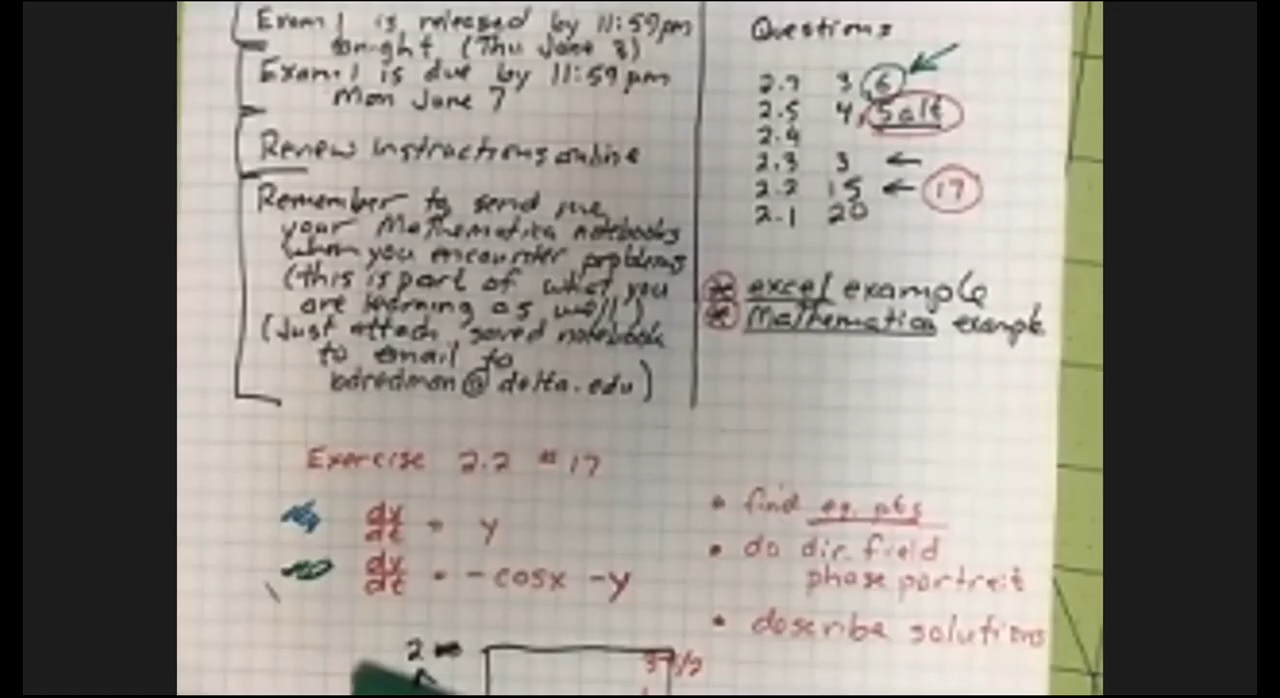 Exam 1 is released by 11:59pm
tonight (Thu June 3)
Exam 1 is due by 11:59 pm
Mon June 7
Review instructions online
Remember to send me
your Mathematica notebooks
when you encounter problems
(this is part of what you
are learning as well!)
(Just attach saved notebook
to email to
bdredman@delta.edu)
Questions
2.7 3, 6
2.5 4, Salt
2.4
2.3 3 ←
2.2 15 ← 17
2.1 20
* excel example
* Mathematica example
Exercise 2.2 #17
dx/dt = y
dy/dt = -cosx -y
• find eq. pts
• do dir. field
phase portrait
• describe solutions
2
3π/2